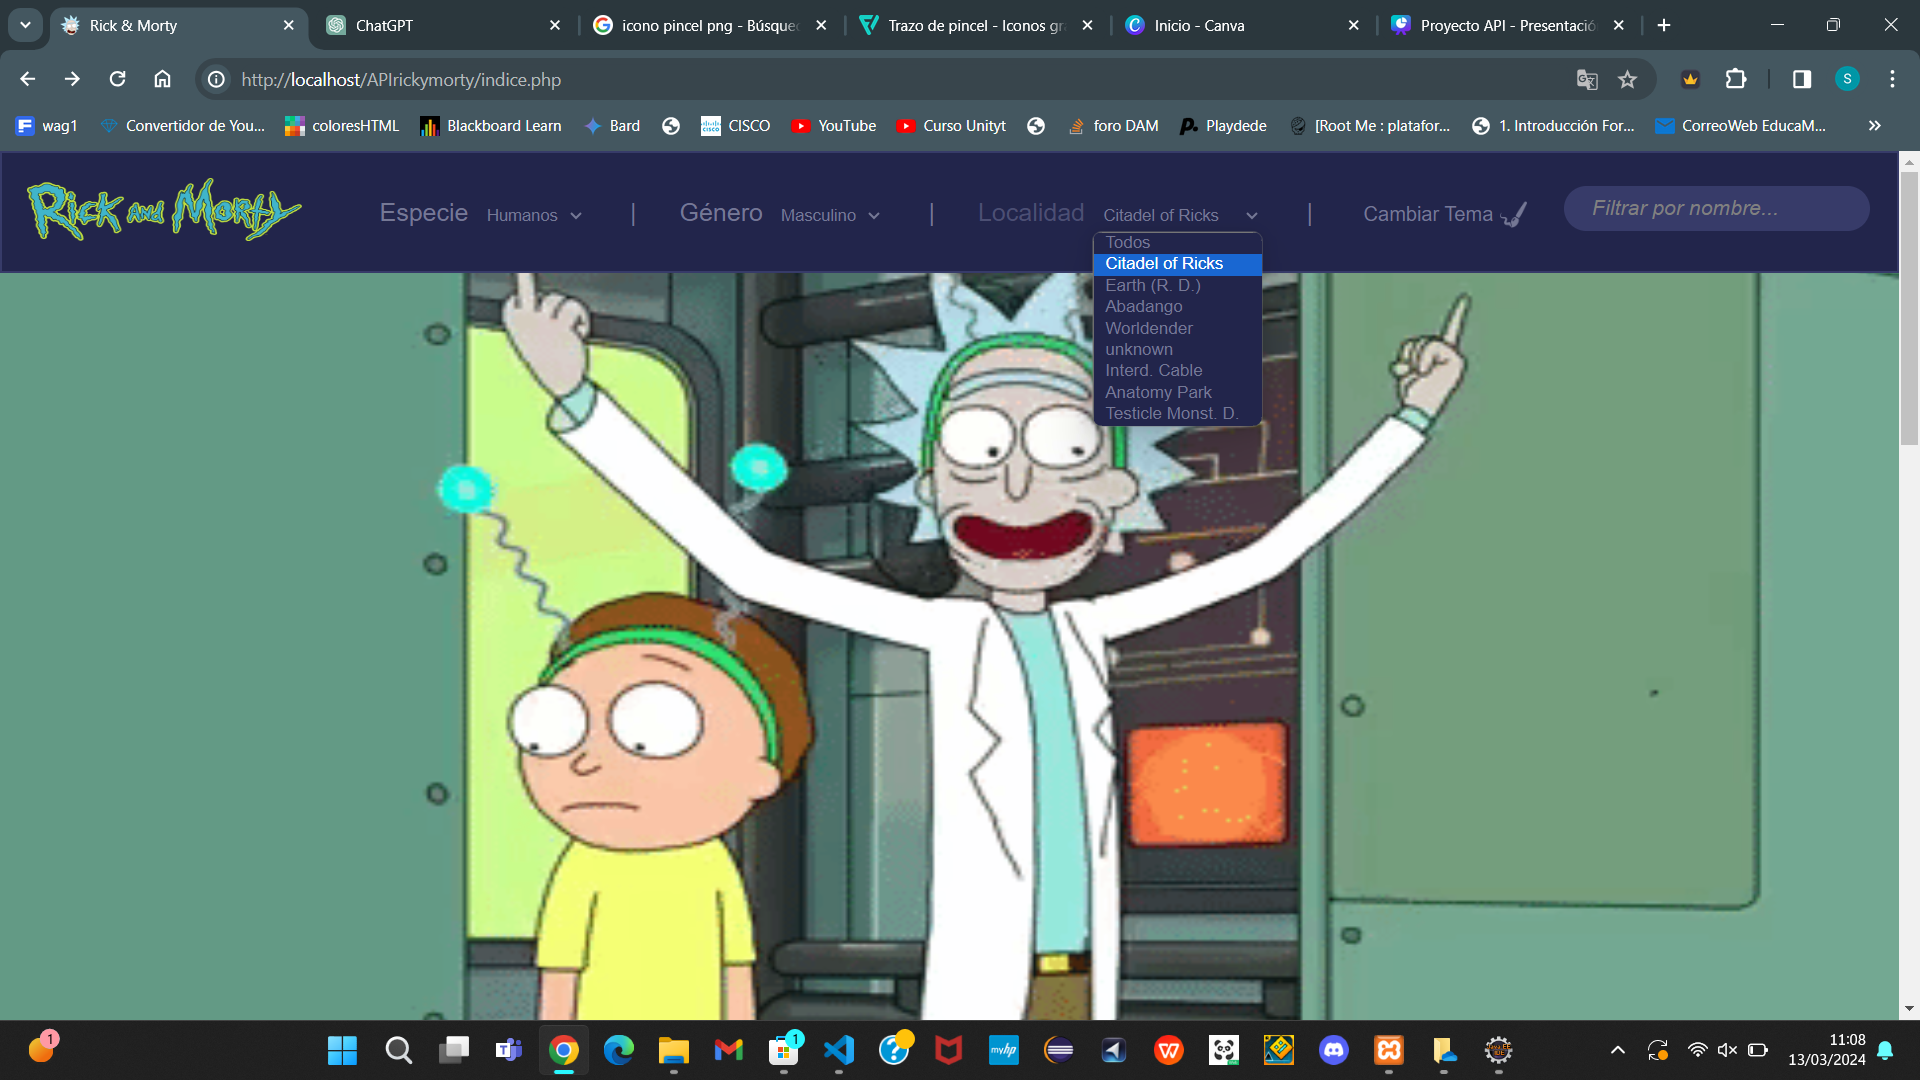 Rick & Morty
ChatGPT
icono pincel png - Búsque
Trazo de pincel - Iconos gr
Inicio - Canva
Proyecto API - Presentació
http://localhost/APIrickymorty/indice.php
S
wag1
Convertidor de You...
coloresHTML
Blackboard Learn
Bard
CISCO
YouTube
Curso Unityt
foro DAM
Playdede
[Root Me : platafor...
1. Introducción For...
CorreoWeb EducaM...
Rick and Morty
Especie Humanos
|
Género Masculino
|
Localidad Citadel of Ricks
|
Cambiar Tema
Filtrar por nombre...
Todos
Citadel of Ricks
Earth (R. D.)
Abadango
Worldender
unknown
Interd. Cable
Anatomy Park
Testicle Monst. D.
1
1
11:08
13/03/2024